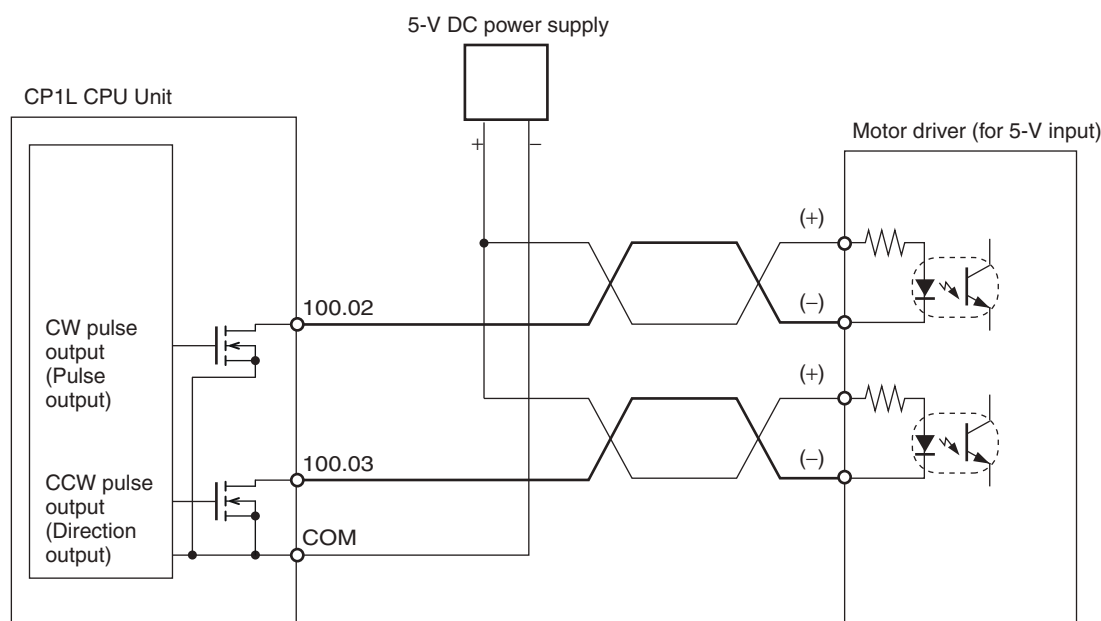 5-V DC power supply
CP1L CPU Unit
Motor driver (for 5-V input)
+
−
(+)
(−)
100.02
CW pulse
output
(Pulse
output)
(+)
(−)
100.03
CCW pulse
output
(Direction
output)
COM